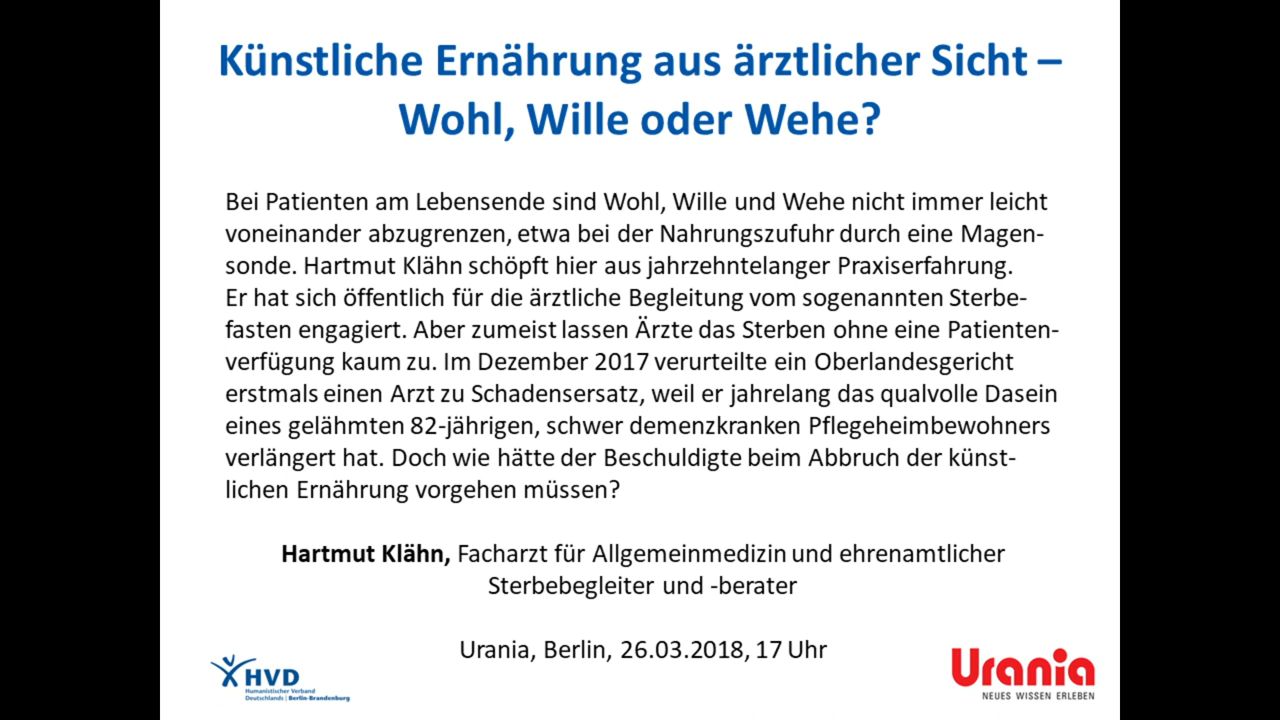 Künstliche Ernährung aus ärztlicher Sicht –
Wohl, Wille oder Wehe?
Bei Patienten am Lebensende sind Wohl, Wille und Wehe nicht immer leicht
voneinander abzugrenzen, etwa bei der Nahrungszufuhr durch eine Magen-
sonde. Hartmut Klähn schöpft hier aus jahrzehntelanger Praxiserfahrung.
Er hat sich öffentlich für die ärztliche Begleitung vom sogenannten Sterbe-
fasten engagiert. Aber zumeist lassen Ärzte das Sterben ohne eine Patienten-
verfügung kaum zu. Im Dezember 2017 verurteilte ein Oberlandesgericht
erstmals einen Arzt zu Schadensersatz, weil er jahrelang das qualvolle Dasein
eines gelähmten 82-jährigen, schwer demenzkranken Pflegeheimbewohners
verlängert hat. Doch wie hätte der Beschuldigte beim Abbruch der künst-
lichen Ernährung vorgehen müssen?
Hartmut Klähn, Facharzt für Allgemeinmedizin und ehrenamtlicher
Sterbebegleiter und -berater
Urania, Berlin, 26.03.2018, 17 Uhr
HVD
Humanistischer Verband
Deutschlands | Berlin-Brandenburg
Urania
NEUES WISSEN ERLEBEN